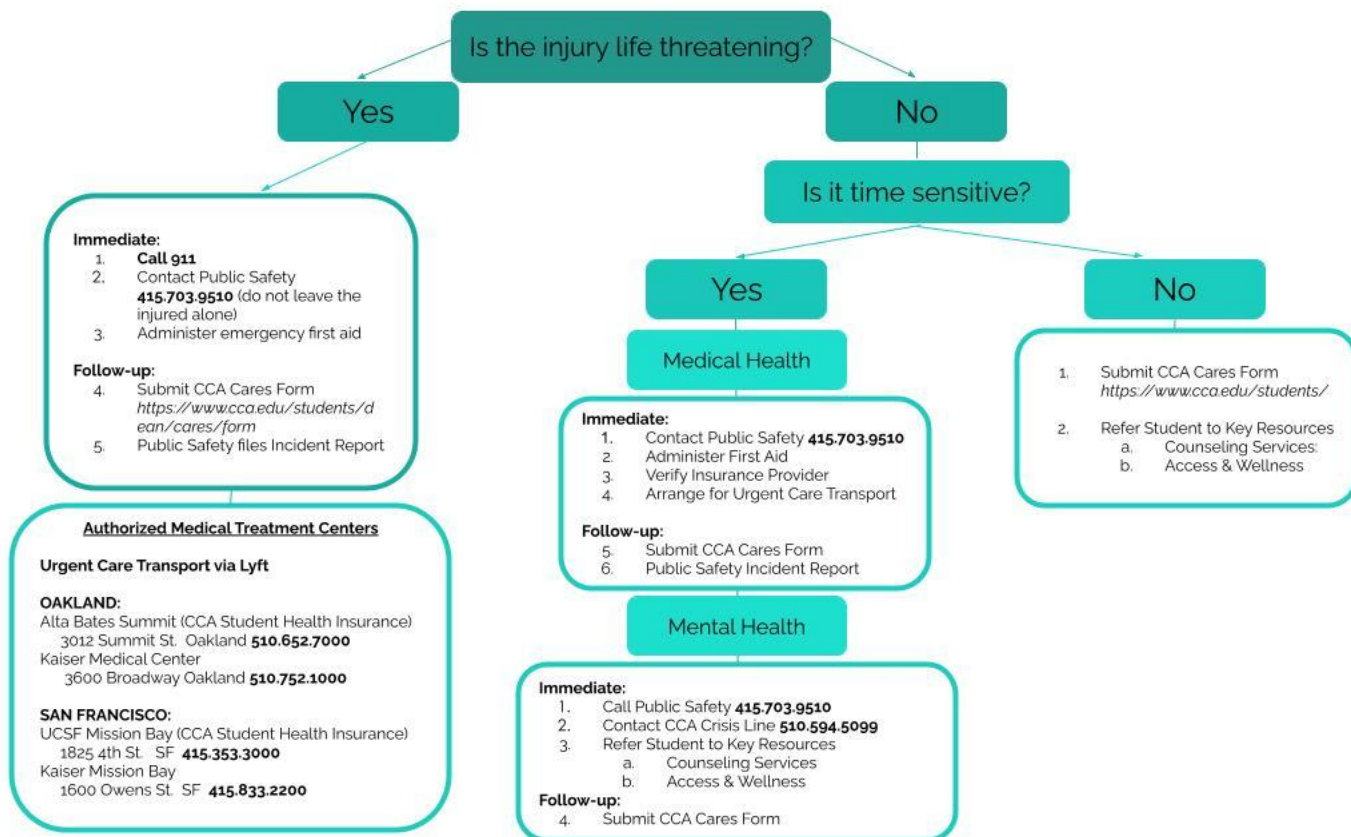 Is the injury life threatening?
Yes
No
Immediate:
1. Call 911
2. Contact Public Safety
415.703.9510 (do not leave the
injured alone)
3. Administer emergency first aid
Follow-up:
4. Submit CCA Cares Form
https://www.cca.edu/students/d
ean/cares/form
5. Public Safety files Incident Report
Authorized Medical Treatment Centers
Urgent Care Transport via Lyft
OAKLAND:
Alta Bates Summit (CCA Student Health Insurance)
3012 Summit St. Oakland 510.652.7000
Kaiser Medical Center
3600 Broadway Oakland 510.752.1000
SAN FRANCISCO:
UCSF Mission Bay (CCA Student Health Insurance)
1825 4th St. SF 415.353.3000
Kaiser Mission Bay
1600 Owens St. SF 415.833.2200
Is it time sensitive?
Yes
No
Medical Health
Immediate:
1. Contact Public Safety 415.703.9510
2. Administer First Aid
3. Verify Insurance Provider
4. Arrange for Urgent Care Transport
Follow-up:
5. Submit CCA Cares Form
6. Public Safety Incident Report
Mental Health
Immediate:
1. Call Public Safety 415.703.9510
2. Contact CCA Crisis Line 510.594.5099
3. Refer Student to Key Resources
a. Counseling Services
b. Access & Wellness
Follow-up:
4. Submit CCA Cares Form
1. Submit CCA Cares Form
https://www.cca.edu/students/
2. Refer Student to Key Resources
a. Counseling Services:
b. Access & Wellness